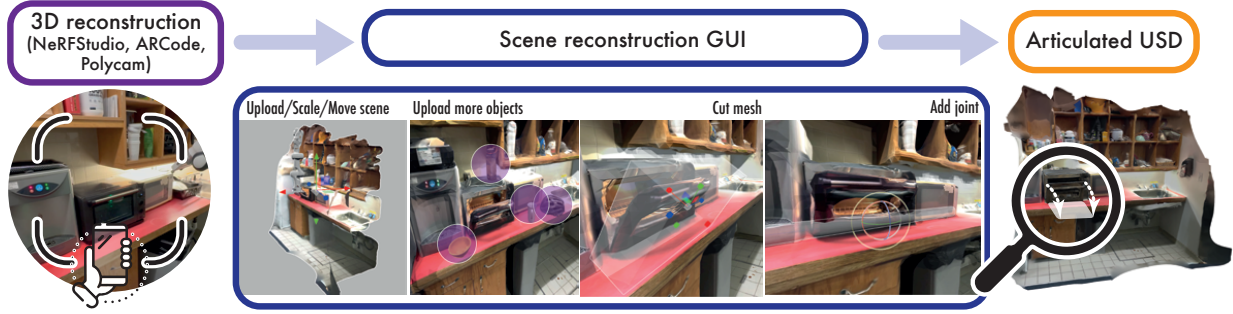 3D reconstruction
(NeRFStudio, ARCode,
Polycam)
Scene reconstruction GUI
Articulated USD
Upload/Scale/Move scene
Upload more objects
Cut mesh
Add joint